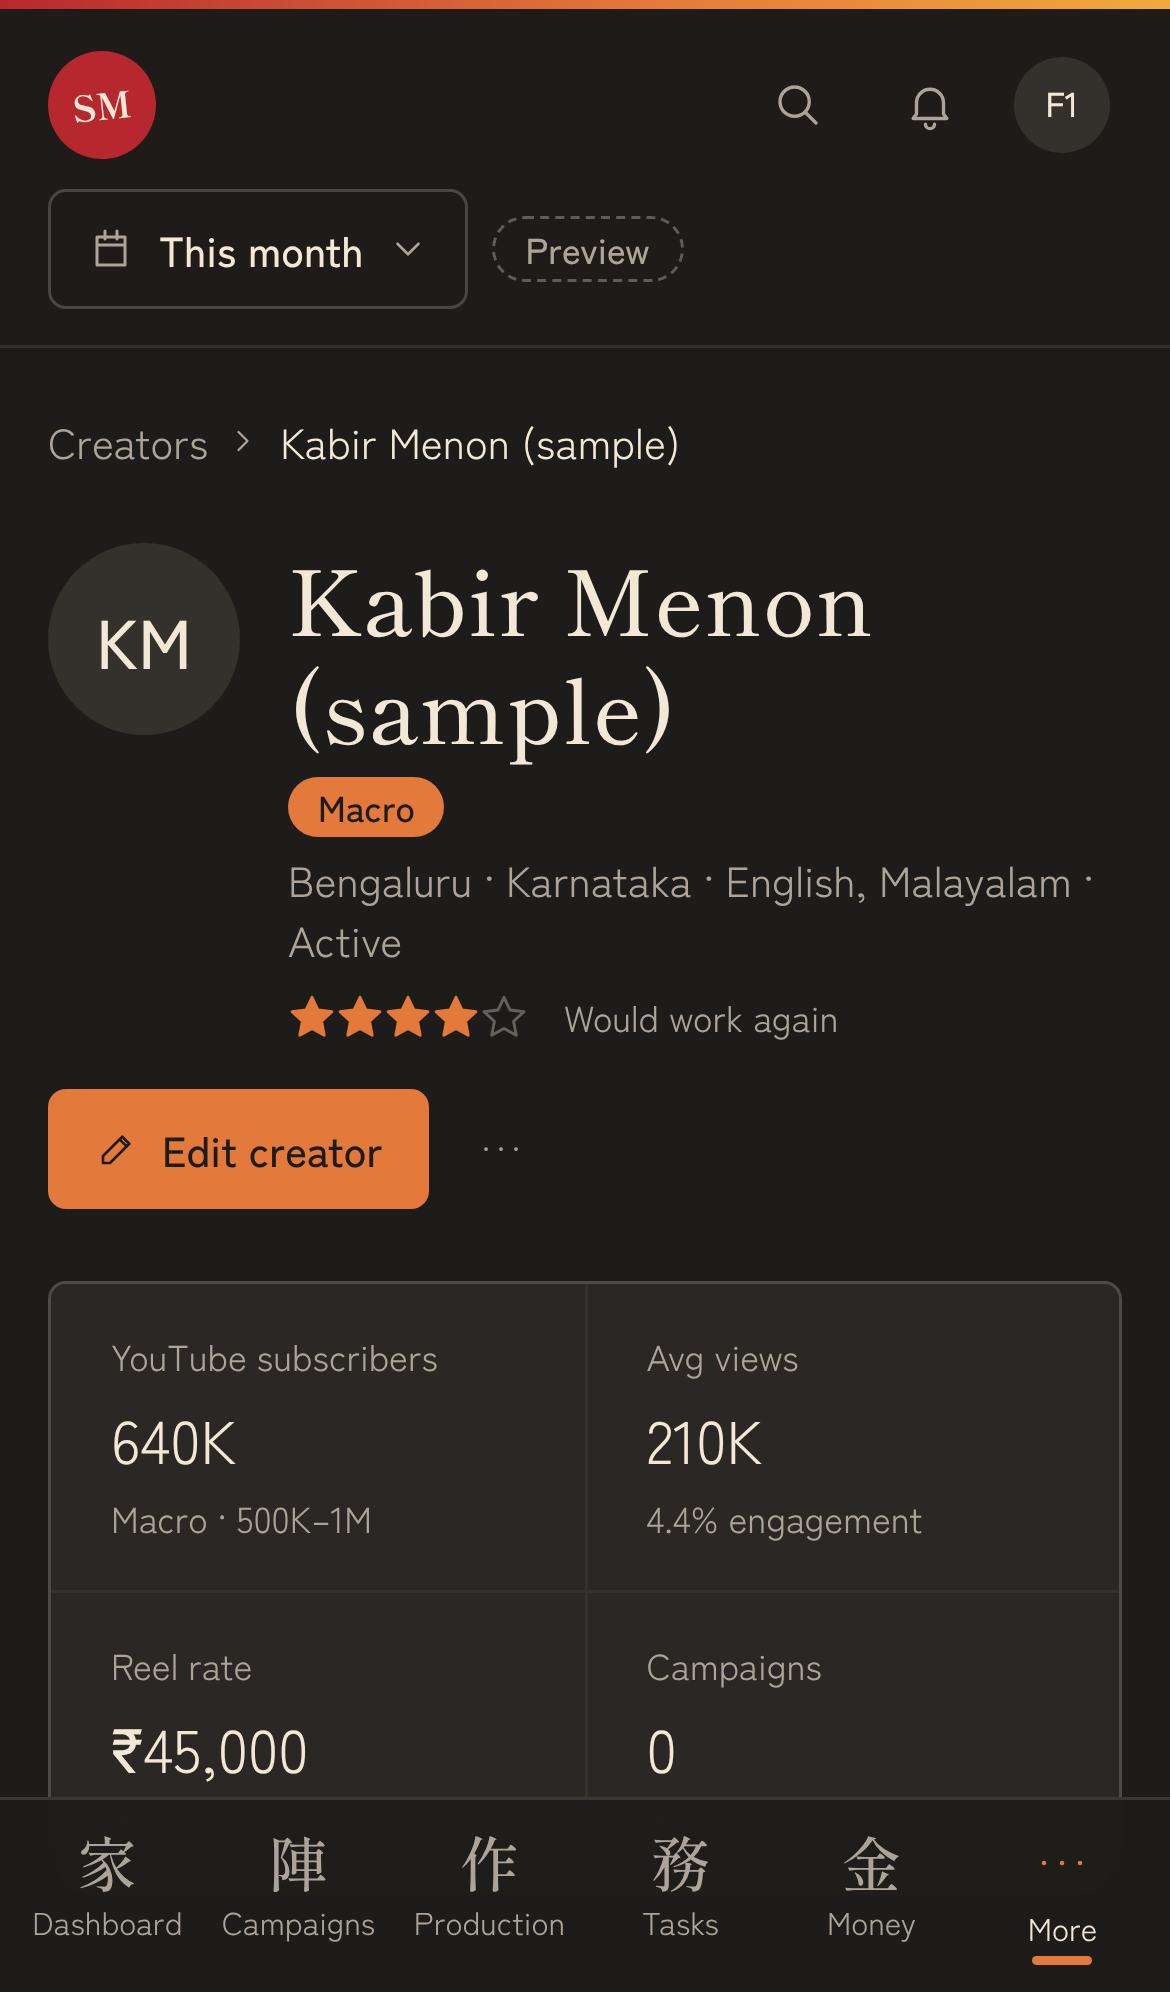 SM
F1
This month
Preview
Creators > Kabir Menon (sample)
KM
Kabir Menon
(sample)
Macro
Bengaluru · Karnataka · English, Malayalam ·
Active
Would work again
Edit creator
···
YouTube subscribers
640K
Macro · 500K–1M
Avg views
210K
4.4% engagement
Reel rate
₹45,000
Campaigns
0
家 陣 作 務 金 ···
Dashboard Campaigns Production Tasks Money More